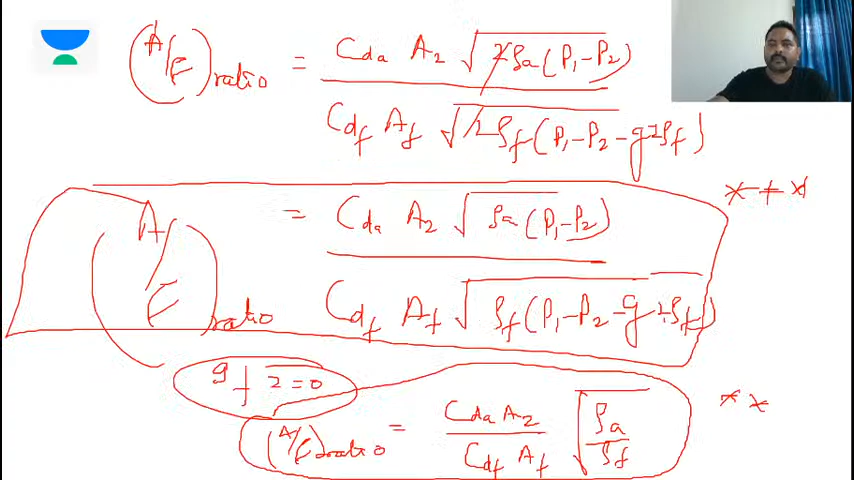 (A/F)ratio = Cda A2 √2ρa(P1-P2)
Cdf Af √2ρf(P1-P2-gzρf)
A/F ratio = Cda A2 √ρa(P1-P2) ***
Cdf Af √ρf(P1-P2-gzρf)
If z=0
(A/F)ratio = Cda A2 / Cdf Af √ρa/ρf **